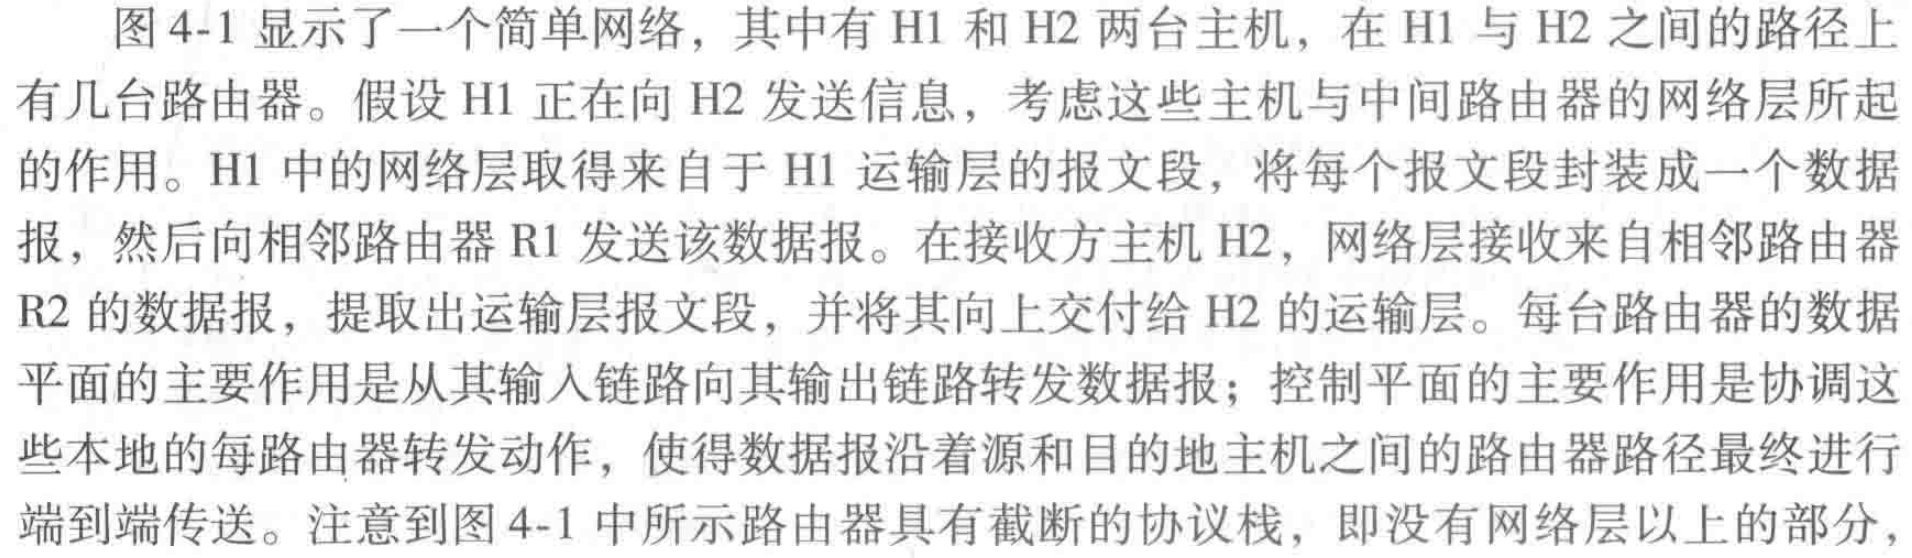 图 4-1 显示了一个简单网络，其中有 H1 和 H2 两台主机，在 H1 与 H2 之间的路径上
有几台路由器。假设 H1 正在向 H2 发送信息，考虑这些主机与中间路由器的网络层所起
的作用。H1 中的网络层取得来自于 H1 运输层的报文段，将每个报文段封装成一个数据
报，然后向相邻路由器 R1 发送该数据报。在接收方主机 H2，网络层接收来自相邻路由器
R2 的数据报，提取出运输层报文段，并将其向上交付给 H2 的运输层。每台路由器的数据
平面的主要作用是从其输入链路向其输出链路转发数据报；控制平面的主要作用是协调这
些本地的每路由器转发动作，使得数据报沿着源和目的地主机之间的路由器路径最终进行
端到端传送。注意到图 4-1 中所示路由器具有截断的协议栈，即没有网络层以上的部分，